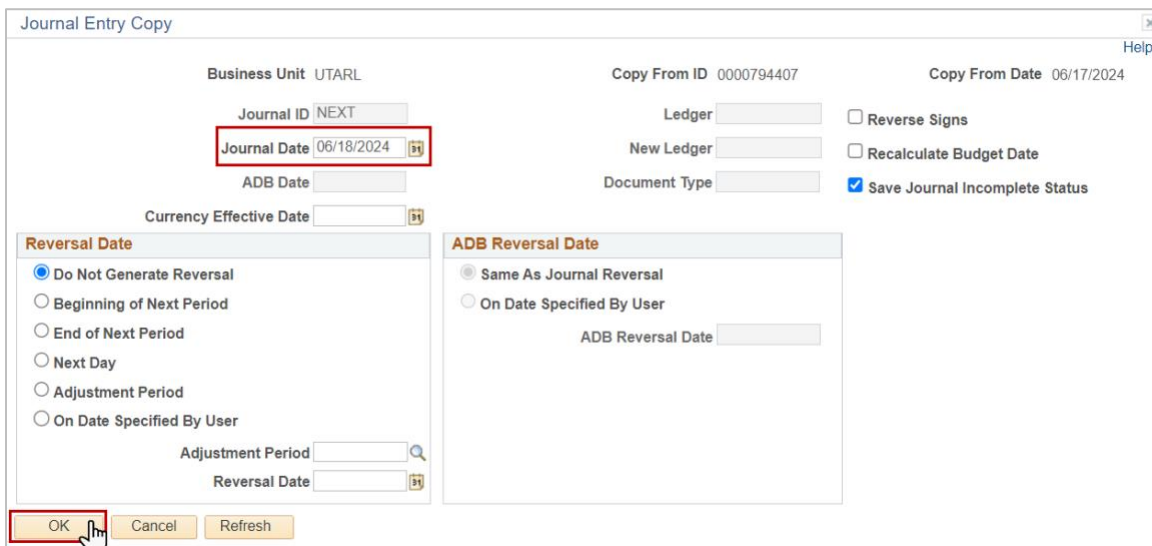 Journal Entry Copy
Help
Business Unit UTARL Copy From ID 0000794407 Copy From Date 06/17/2024
Journal ID NEXT Ledger Reverse Signs
Journal Date 06/18/2024 New Ledger Recalculate Budget Date
ADB Date Document Type Save Journal Incomplete Status
Currency Effective Date
Reversal Date ADB Reversal Date
Do Not Generate Reversal Same As Journal Reversal
Beginning of Next Period On Date Specified By User
End of Next Period ADB Reversal Date
Next Day
Adjustment Period
On Date Specified By User
Adjustment Period
Reversal Date
OK Cancel Refresh